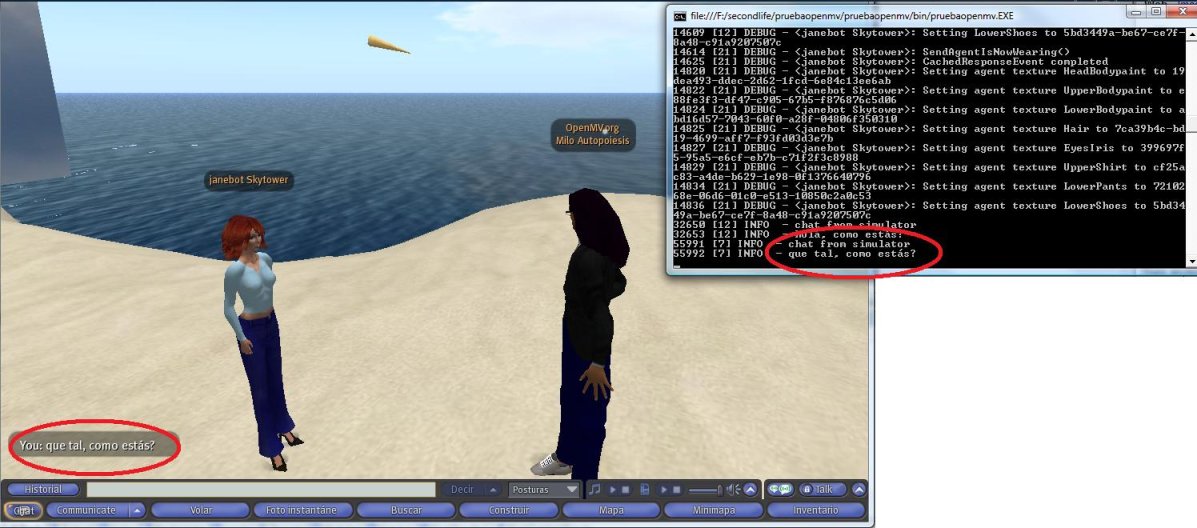 file:///F:/secondlife/pruebaopenmv/pruebaopenmv/bin/pruebaopenmv.EXE
14609 [12] DEBUG - <janebot Skytower>: Setting LowerShoes to 5bd3449a-be67-ce7f-
8a48-c91a9207507c
14614 [21] DEBUG - <janebot Skytower>: SendAgentIsNowWearing()
14625 [21] DEBUG - <janebot Skytower>: CachedResponseEvent completed
14820 [21] DEBUG - <janebot Skytower>: Setting agent texture HeadBodypaint to 19
dea493-ddec-2d62-1fcd-6e84c13ee6ab
14822 [21] DEBUG - <janebot Skytower>: Setting agent texture UpperBodypaint to e
88fe3f3-df47-c905-67b5-f876876c5d06
14824 [21] DEBUG - <janebot Skytower>: Setting agent texture LowerBodypaint to a
bd16d57-7043-60f0-a28f-04806f350310
14825 [21] DEBUG - <janebot Skytower>: Setting agent texture Hair to 7ca39b4c-bd
19-4699-aff7-f93fd03d3e7b
14827 [21] DEBUG - <janebot Skytower>: Setting agent texture EyesIris to 399697f
5-95a5-e6cf-eb7b-c71f2f3c8988
14829 [21] DEBUG - <janebot Skytower>: Setting agent texture UpperShirt to cf25a
c83-a4de-b629-1e98-0f1376640796
14834 [21] DEBUG - <janebot Skytower>: Setting agent texture LowerPants to 72102
68e-06d6-01c0-e513-10850c2a0c53
14836 [21] DEBUG - <janebot Skytower>: Setting agent texture LowerShoes to 5bd34
49a-be67-ce7f-8a48-c91a9207507c
32650 [12] INFO - chat from simulator
32653 [12] INFO - hola, como estás?
55991 [7] INFO - chat from simulator
55992 [7] INFO - que tal, como estás?
OpenMV.org
Milo Autopoiesis
janebot Skytower
You: que tal, como estás?
Historial
Decir
Posturas
Talk
Chat
Communicate
Volar
Foto instantáne
Buscar
Construir
Mapa
Minimapa
Inventario